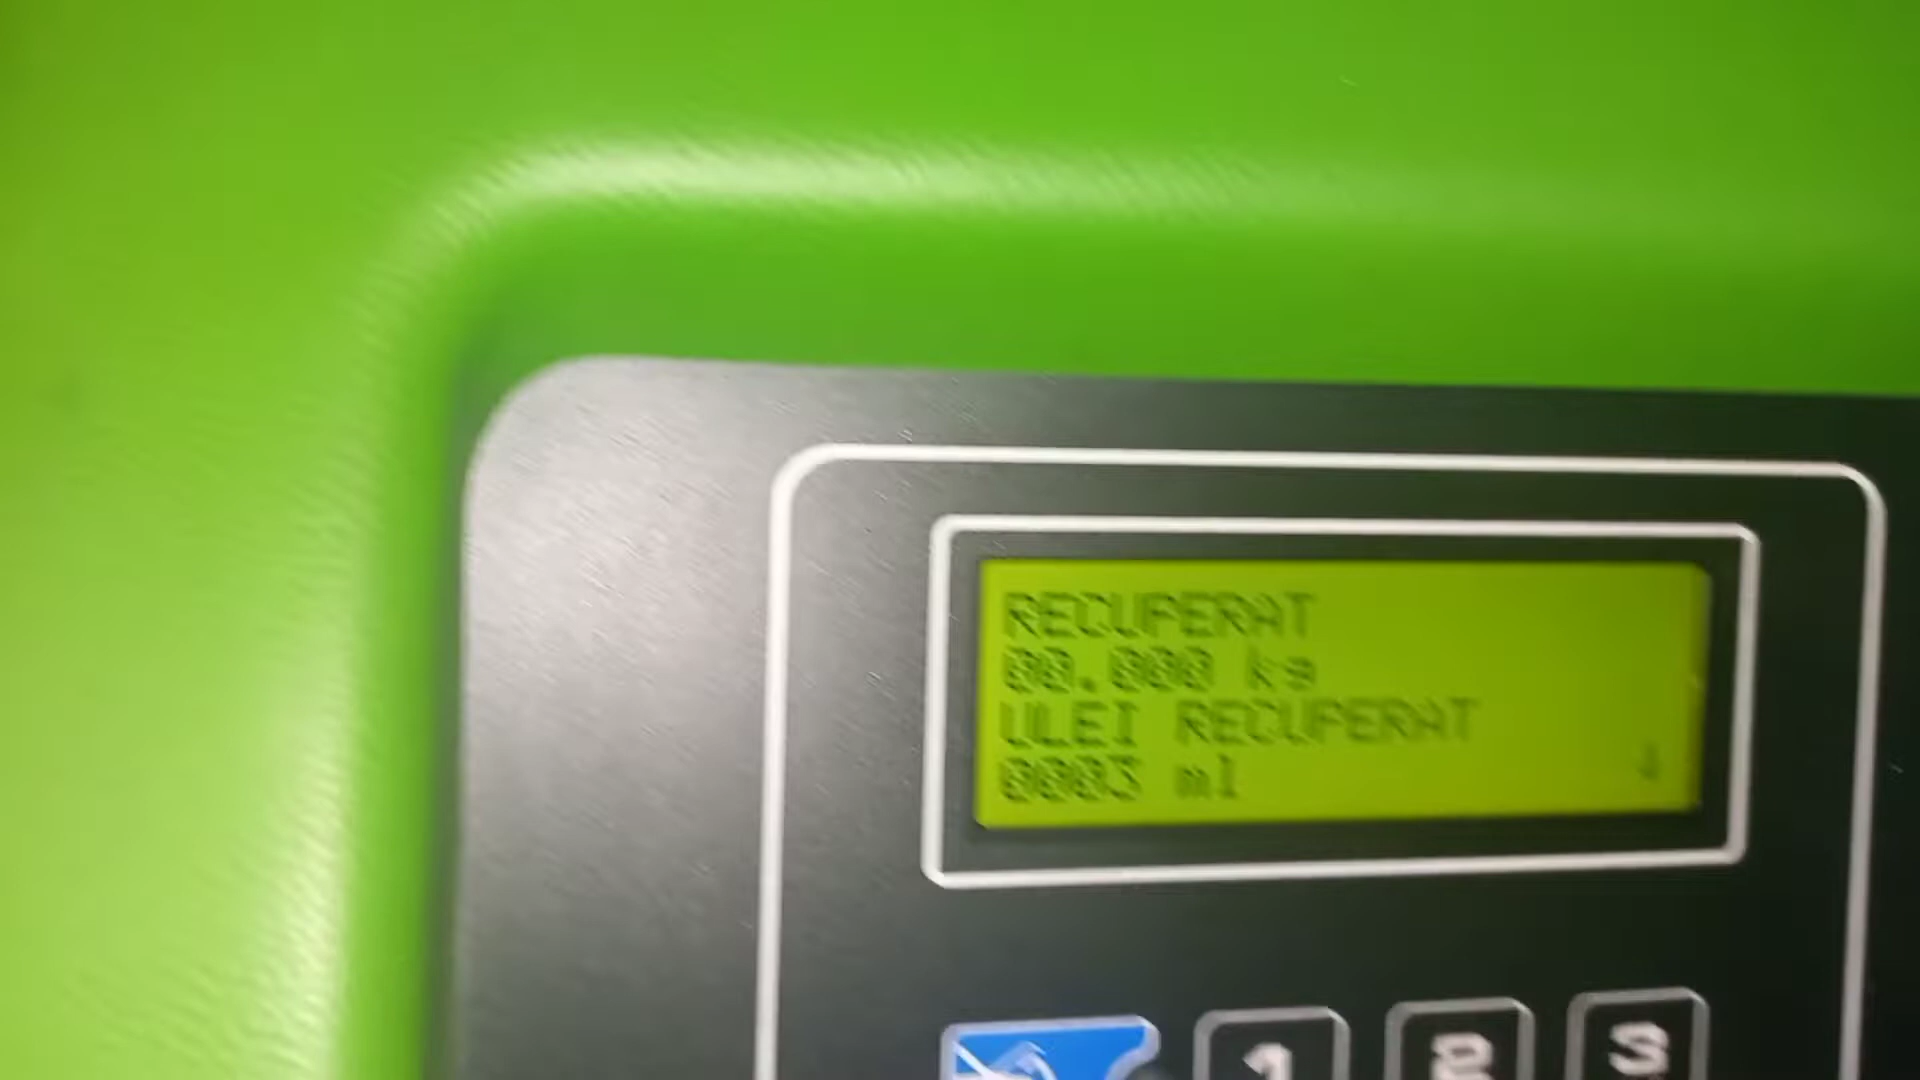 RECUPERAT
00.000 kg
ULEI RECUPERAT
0003 ml ↓
1 2 3